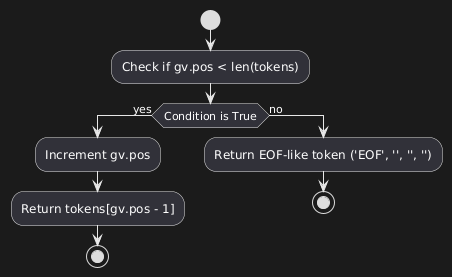 Check if gv.pos < len(tokens)
yes
Condition is True
no
Increment gv.pos
Return EOF-like token ('EOF', '', '', '')
Return tokens[gv.pos - 1]